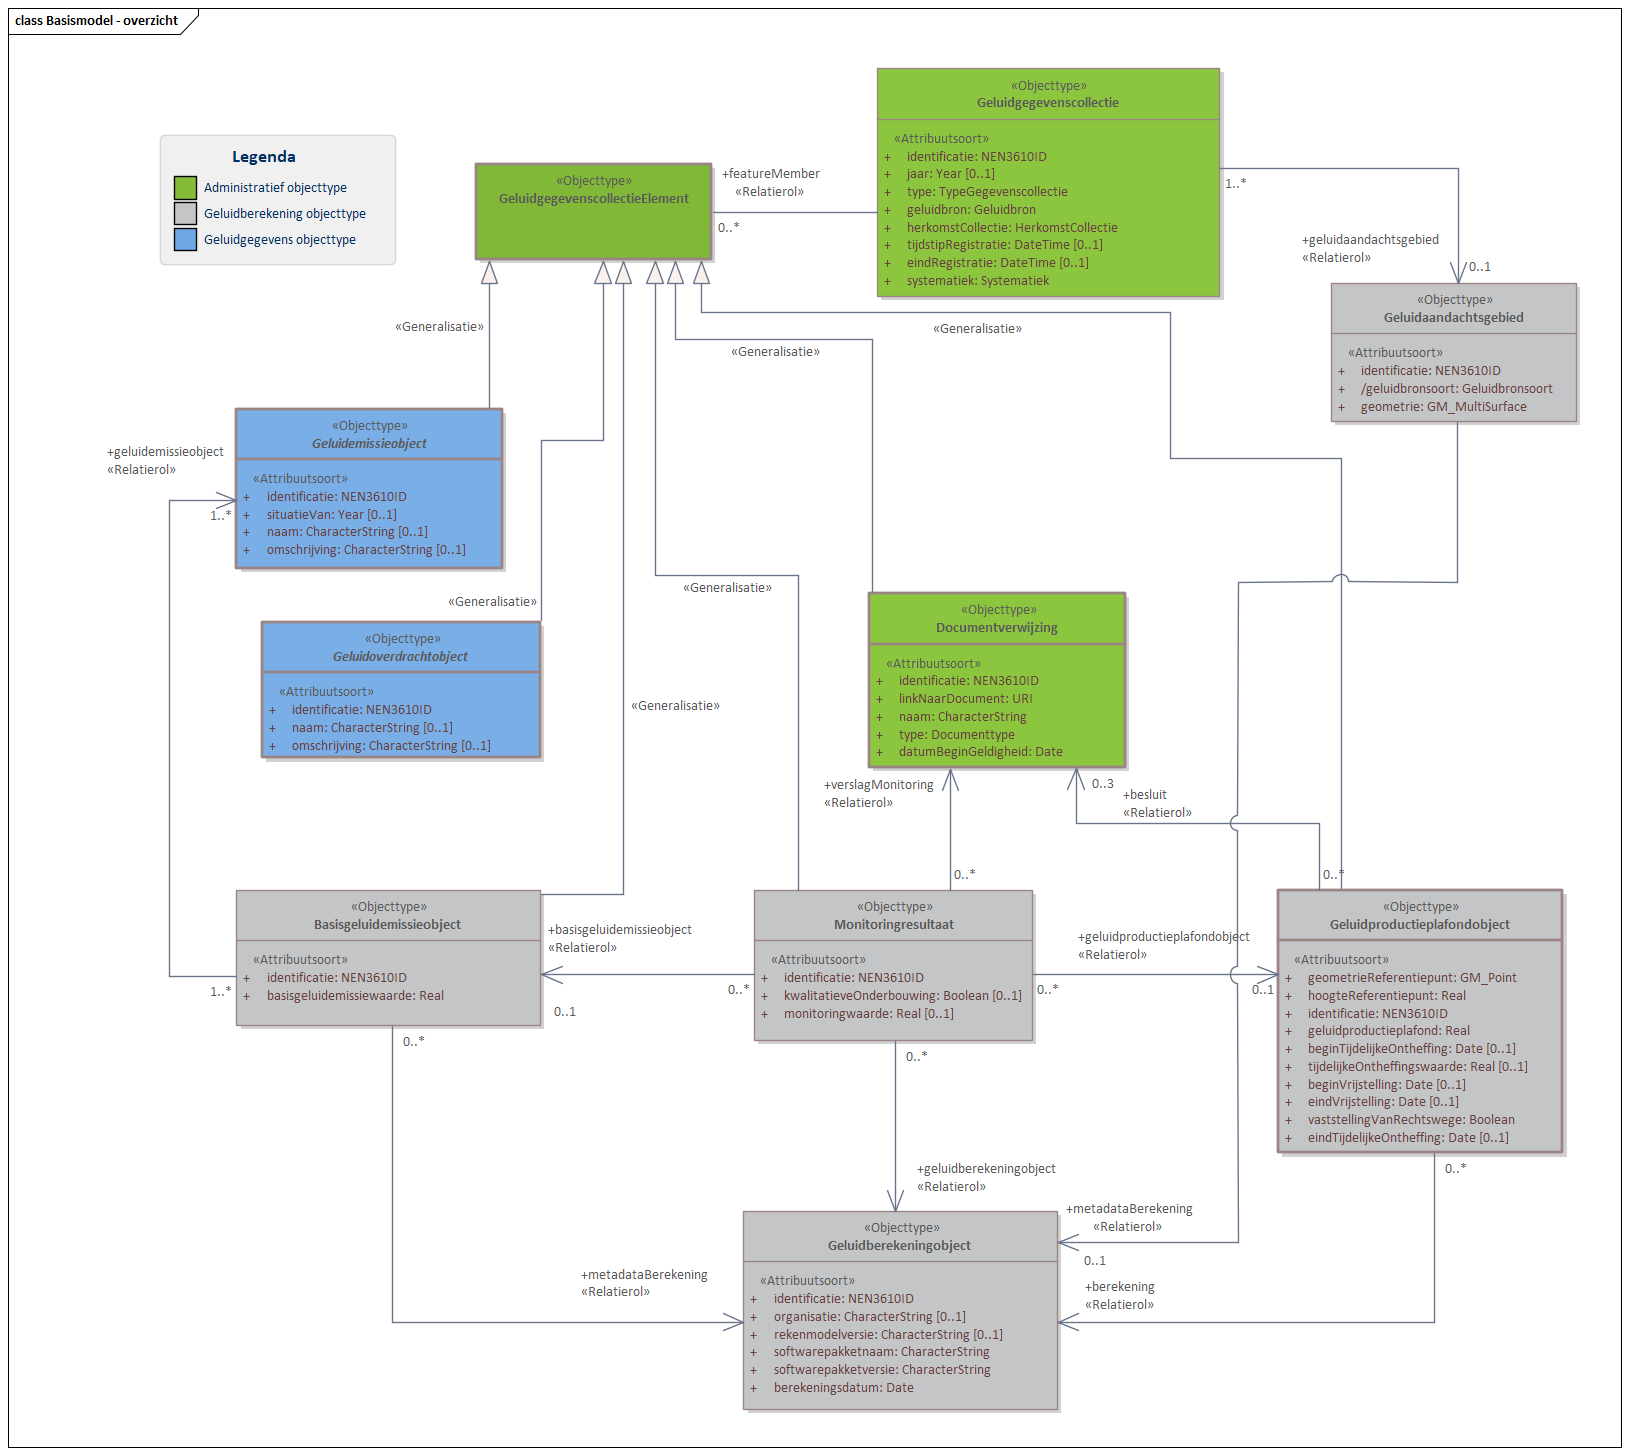 class Basismodel - overzicht
Legenda
Administratief objecttype
Geluidberekening objecttype
Geluidgegevens objecttype
«Objecttype»
GeluidgegevenscollectieElement
+featureMember
«Relatierol»
0..*
«Objecttype»
Geluidgegevenscollectie
«Attribuutsoort»
+ identificatie: NEN3610ID
+ jaar: Year [0..1]
+ type: TypeGegevenscollectie
+ geluidbron: Geluidbron
+ herkomstCollectie: HerkomstCollectie
+ tijdstipRegistratie: DateTime [0..1]
+ eindRegistratie: DateTime [0..1]
+ systematiek: Systematiek
1..*
+geluidaandachtsgebied
«Relatierol»
0..1
«Objecttype»
Geluidaandachtsgebied
«Attribuutsoort»
+ identificatie: NEN3610ID
+ /geluidbronsoort: Geluidbronsoort
+ geometrie: GM_MultiSurface
«Generalisatie»
«Generalisatie»
«Generalisatie»
+geluidemissieobject
«Relatierol»
1..*
«Objecttype»
Geluidemissieobject
«Attribuutsoort»
+ identificatie: NEN3610ID
+ situatieVan: Year [0..1]
+ naam: CharacterString [0..1]
+ omschrijving: CharacterString [0..1]
«Generalisatie»
«Generalisatie»
«Objecttype»
Geluidoverdrachtobject
«Attribuutsoort»
+ identificatie: NEN3610ID
+ naam: CharacterString [0..1]
+ omschrijving: CharacterString [0..1]
«Generalisatie»
«Objecttype»
Documentverwijzing
«Attribuutsoort»
+ identificatie: NEN3610ID
+ linkNaarDocument: URI
+ naam: CharacterString
+ type: Documenttype
+ datumBeginGeldigheid: Date
+verslagMonitoring
«Relatierol»
0..*
0..3
+besluit
«Relatierol»
0..*
«Objecttype»
Basisgeluidemissieobject
«Attribuutsoort»
+ identificatie: NEN3610ID
+ basisgeluidemissiewaarde: Real
1..*
0..*
+basisgeluidemissieobject
«Relatierol»
0..1
0..*
«Objecttype»
Monitoringresultaat
«Attribuutsoort»
+ identificatie: NEN3610ID
+ kwalitatieveOnderbouwing: Boolean [0..1]
+ monitoringwaarde: Real [0..1]
0..*
0..*
+geluidproductieplafondobject
«Relatierol»
0..1
«Objecttype»
Geluidproductieplafondobject
«Attribuutsoort»
+ geometrieReferentiepunt: GM_Point
+ hoogteReferentiepunt: Real
+ identificatie: NEN3610ID
+ geluidproductieplafond: Real
+ beginTijdelijkeOntheffing: Date [0..1]
+ tijdelijkeOntheffingswaarde: Real [0..1]
+ beginVrijstelling: Date [0..1]
+ eindVrijstelling: Date [0..1]
+ vaststellingVanRechtswege: Boolean
+ eindTijdelijkeOntheffing: Date [0..1]
0..*
+geluidberekeningobject
«Relatierol»
+metadataBerekening
«Relatierol»
0..1
+metadataBerekening
«Relatierol»
+berekening
«Relatierol»
«Objecttype»
Geluidberekeningobject
«Attribuutsoort»
+ identificatie: NEN3610ID
+ organisatie: CharacterString [0..1]
+ rekenmodelversie: CharacterString [0..1]
+ softwarepakketnaam: CharacterString
+ softwarepakketversie: CharacterString
+ berekeningsdatum: Date